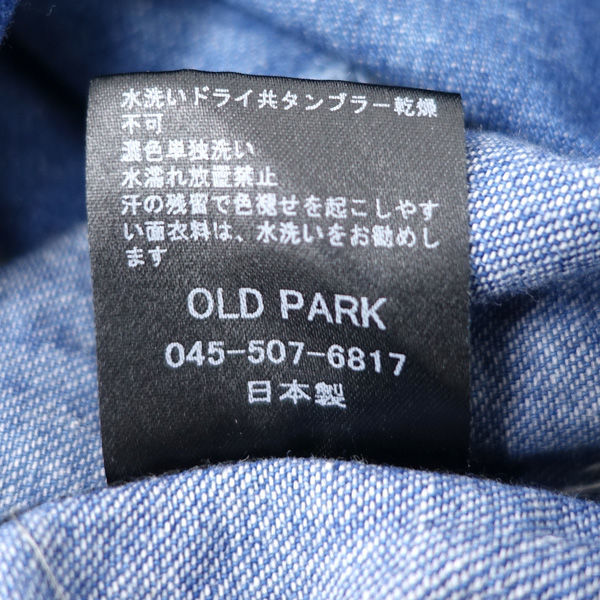 水洗いドライ共タンブラー乾燥
不可
濃色単独洗い
水濡れ放置禁止
汗の残留で色褪せを起こしやす
い面衣料は、水洗いをお勧めし
ます
OLD PARK
045-507-6817
日本製